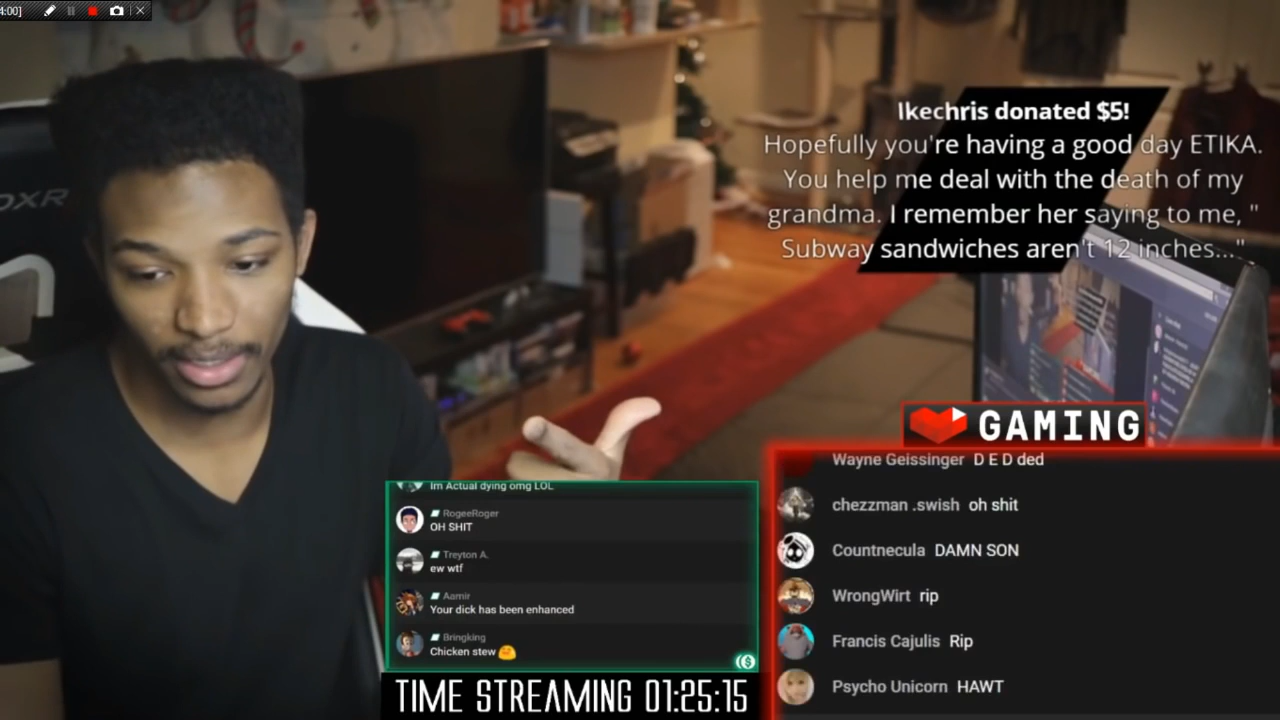 4:00]
DXR
Ikechris donated $5!
Hopefully you're having a good day ETIKA.
You help me deal with the death of my
grandma. I remember her saying to me, "
Subway sandwiches aren't 12 inches..."
GAMING
Wayne Geissinger D E D ded
chezzman .swish oh shit
Countnecula DAMN SON
WrongWirt rip
Francis Cajulis Rip
Psycho Unicorn HAWT
Im Actual dying omg LOL
RogeeRoger
OH SHIT
Treyton A.
ew wtf
Aamir
Your dick has been enhanced
Bringking
Chicken stew 🤔
TIME STREAMING 01:25:15